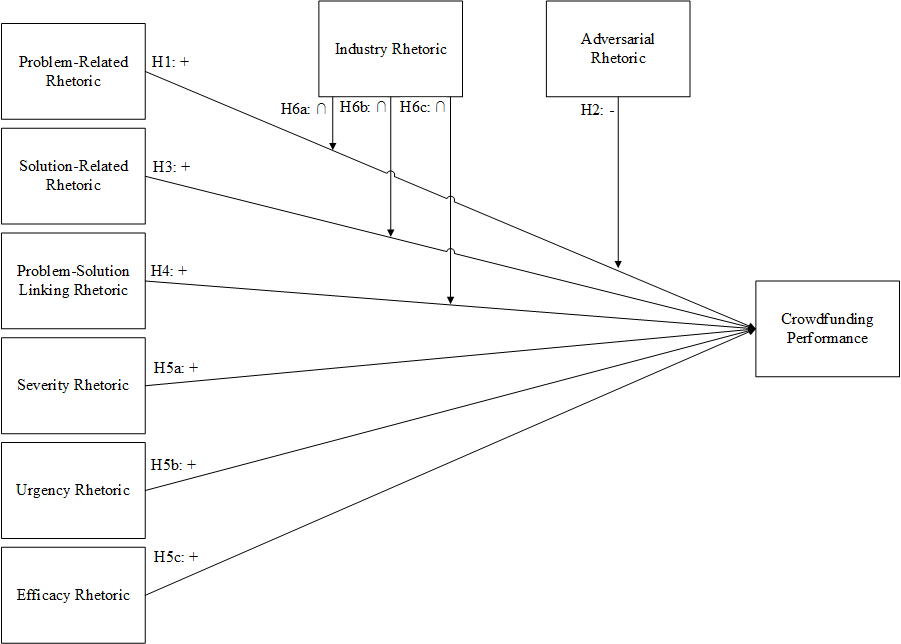 Problem-Related
Rhetoric
H1: +
Industry Rhetoric
Adversarial
Rhetoric
H6a: ∩
H6b: ∩
H6c: ∩
H2: -
Solution-Related
Rhetoric
H3: +
Problem-Solution
Linking Rhetoric
H4: +
Crowdfunding
Performance
Severity Rhetoric
H5a: +
Urgency Rhetoric
H5b: +
Efficacy Rhetoric
H5c: +